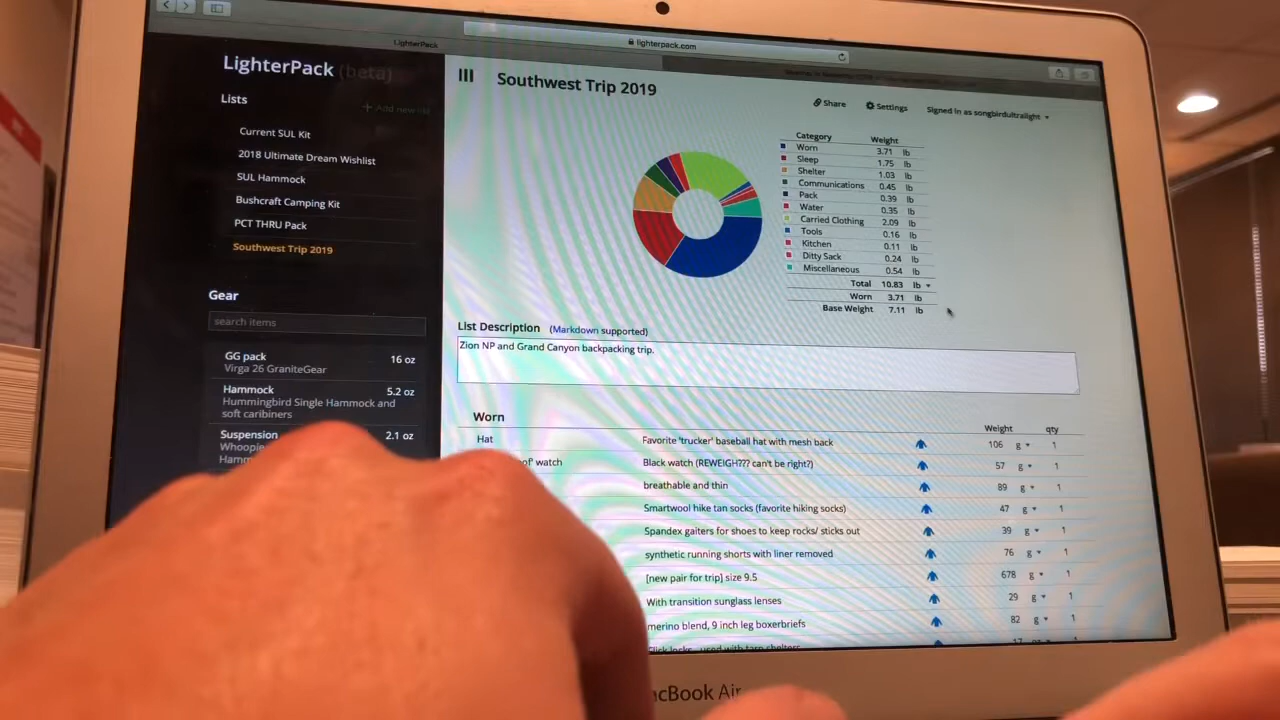 lighterpack.com
LighterPack
LighterPack (beta)
Lists
+ Add new list
Current SUL Kit
2018 Ultimate Dream Wishlist
SUL Hammock
Bushcraft Camping Kit
PCT THRU Pack
Southwest Trip 2019
Gear
search items
GG pack 16 oz
Virga 26 GraniteGear
Hammock 5.2 oz
Hummingbird Single Hammock and
soft caribiners
Suspension 2.1 oz
Whoopie
Southwest Trip 2019
Share Settings Signed in as songbirdultralight
Category Weight
Worn 3.71 lb
Sleep 1.75 lb
Shelter 1.03 lb
Communications 0.45 lb
Pack 0.39 lb
Water 0.35 lb
Carried Clothing 2.09 lb
Tools 0.16 lb
Kitchen 0.11 lb
Ditty Sack 0.24 lb
Miscellaneous 0.54 lb
Total 10.83 lb
Worn 3.71 lb
Base Weight 7.11 lb
List Description (Markdown supported)
Zion NP and Grand Canyon backpacking trip.
Worn Weight qty
Hat Favorite 'trucker' baseball hat with mesh back 106 g 1
watch Black watch (REWEIGH??? can't be right?) 57 g 1
breathable and thin 89 g 1
Smartwool hike tan socks (favorite hiking socks) 47 g 1
Spandex gaiters for shoes to keep rocks/ sticks out 39 g 1
synthetic running shorts with liner removed 76 g 1
[new pair for trip] size 9.5 678 g 1
With transition sunglass lenses 29 g 1
merino blend, 9 inch leg boxerbriefs 82 g 1
MacBook Air